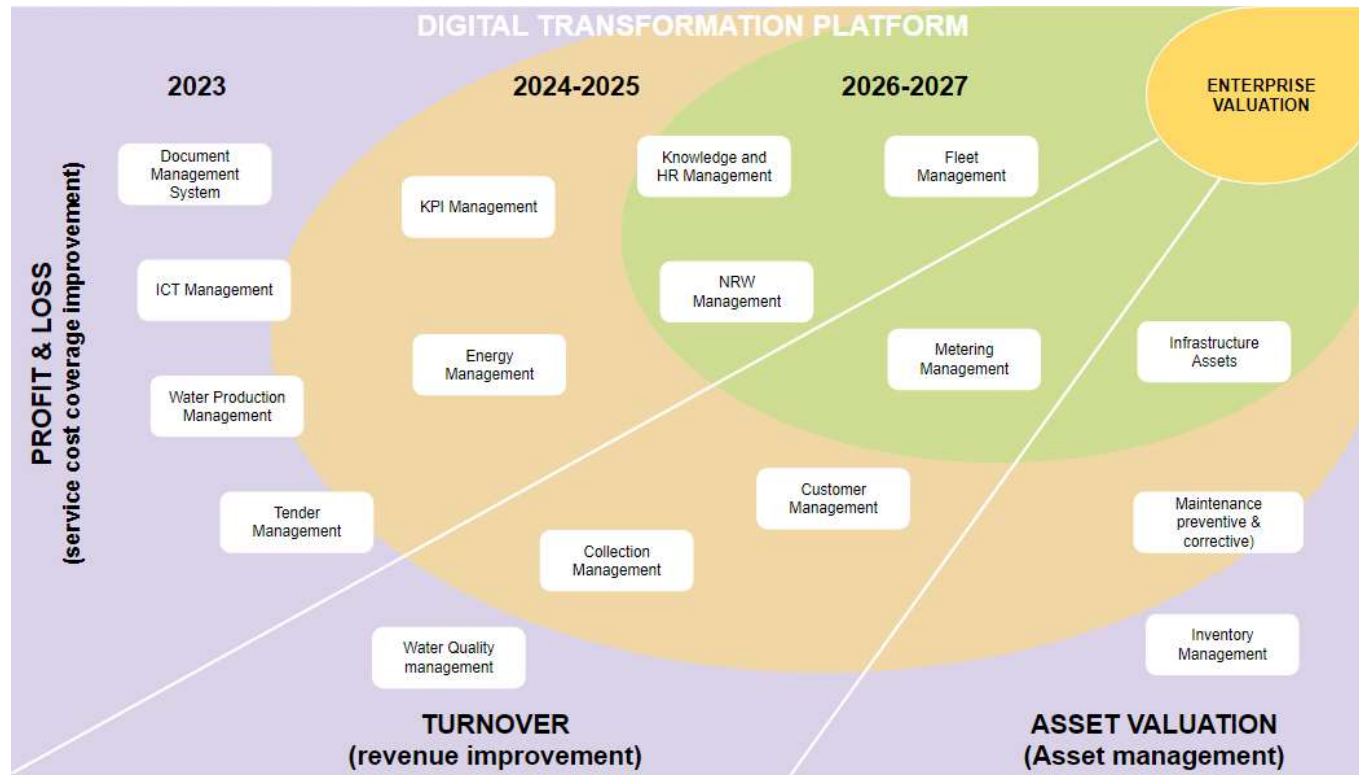 DIGITAL TRANSFORMATION PLATFORM
2023
2024-2025
2026-2027
ENTERPRISE
VALUATION
Document
Management
System
KPI Management
Knowledge and
HR Management
Fleet
Management
ICT Management
NRW
Management
Energy
Management
Metering
Management
Infrastructure
Assets
Water Production
Management
Tender
Management
Collection
Management
Customer
Management
Maintenance
preventive &
corrective)
Water Quality
management
Inventory
Management
PROFIT & LOSS
(service cost coverage improvement)
TURNOVER
(revenue improvement)
ASSET VALUATION
(Asset management)